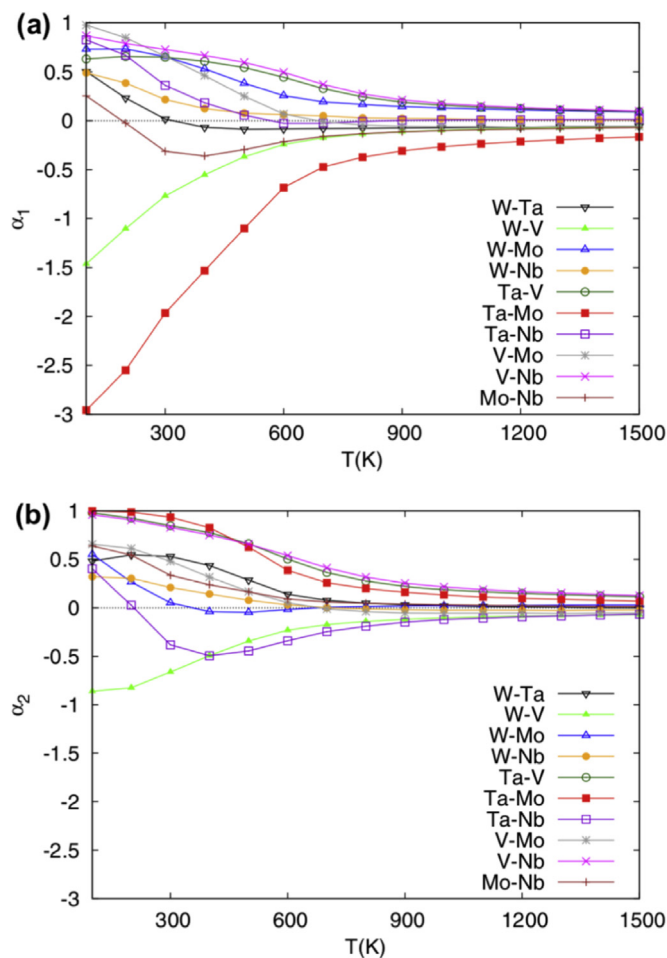 (a)
1
0.5
0
-0.5
-1
-1.5
-2
-2.5
-3
α1
W-Ta
W-V
W-Mo
W-Nb
Ta-V
Ta-Mo
Ta-Nb
V-Mo
V-Nb
Mo-Nb
300 600 900 1200 1500
T(K)
(b)
1
0.5
0
-0.5
-1
-1.5
-2
-2.5
-3
α2
W-Ta
W-V
W-Mo
W-Nb
Ta-V
Ta-Mo
Ta-Nb
V-Mo
V-Nb
Mo-Nb
300 600 900 1200 1500
T(K)